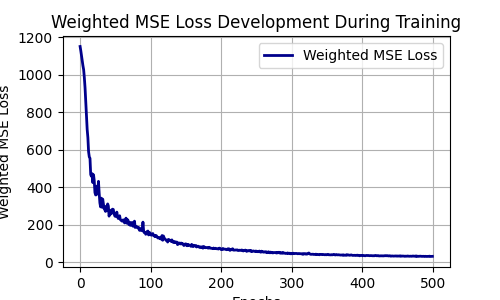 Weighted MSE Loss Development During Training
Weighted MSE Loss
1200
1000
800
600
400
200
0
0 100 200 300 400 500
Weighted MSE Loss
Epochs